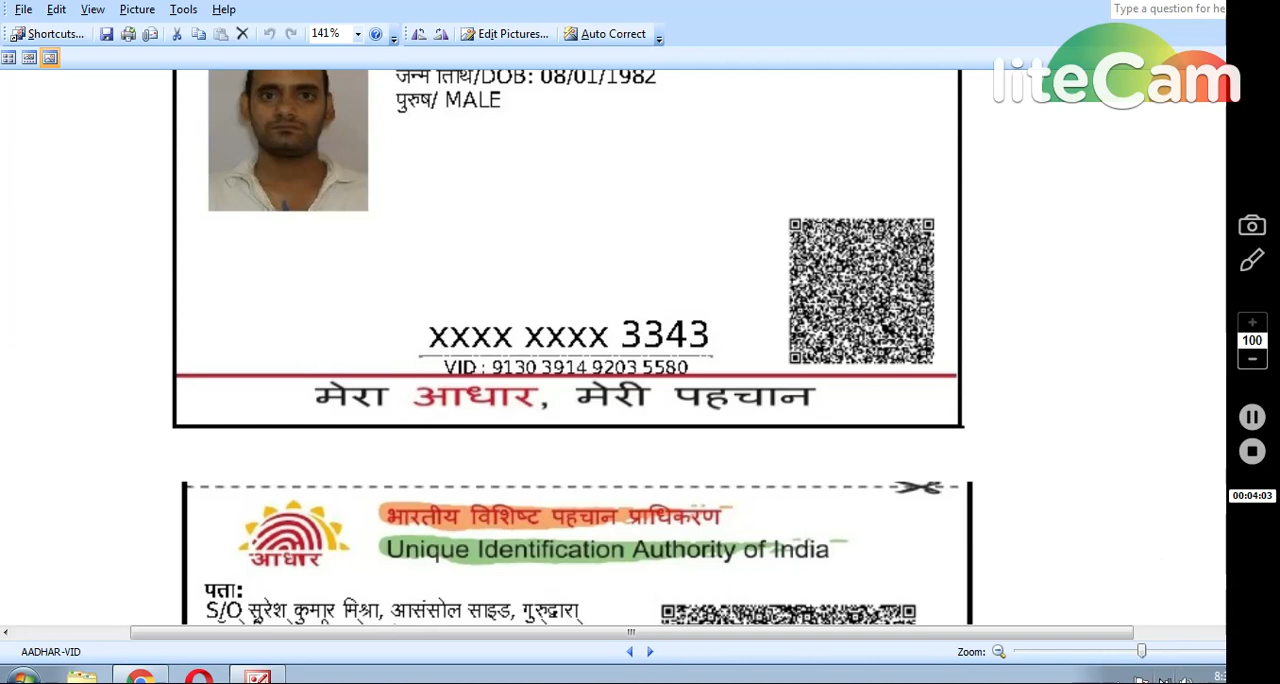 File Edit View Picture Tools Help
Type a question for he
Shortcuts... 141% Edit Pictures... Auto Correct
liteCam
जन्म तिथि/DOB: 08/01/1982
पुरुष/ MALE
xxxx xxxx 3343
VID : 9130 3914 9203 5580
मेरा आधार, मेरी पहचान
100
00:04:03
भारतीय विशिष्ट पहचान प्राधिकरण
Unique Identification Authority of India
आधार
पता:
S/O सुरेश कुमार मिश्रा, आसंसोल साइड, गुरुद्वारा
AADHAR-VID
Zoom: